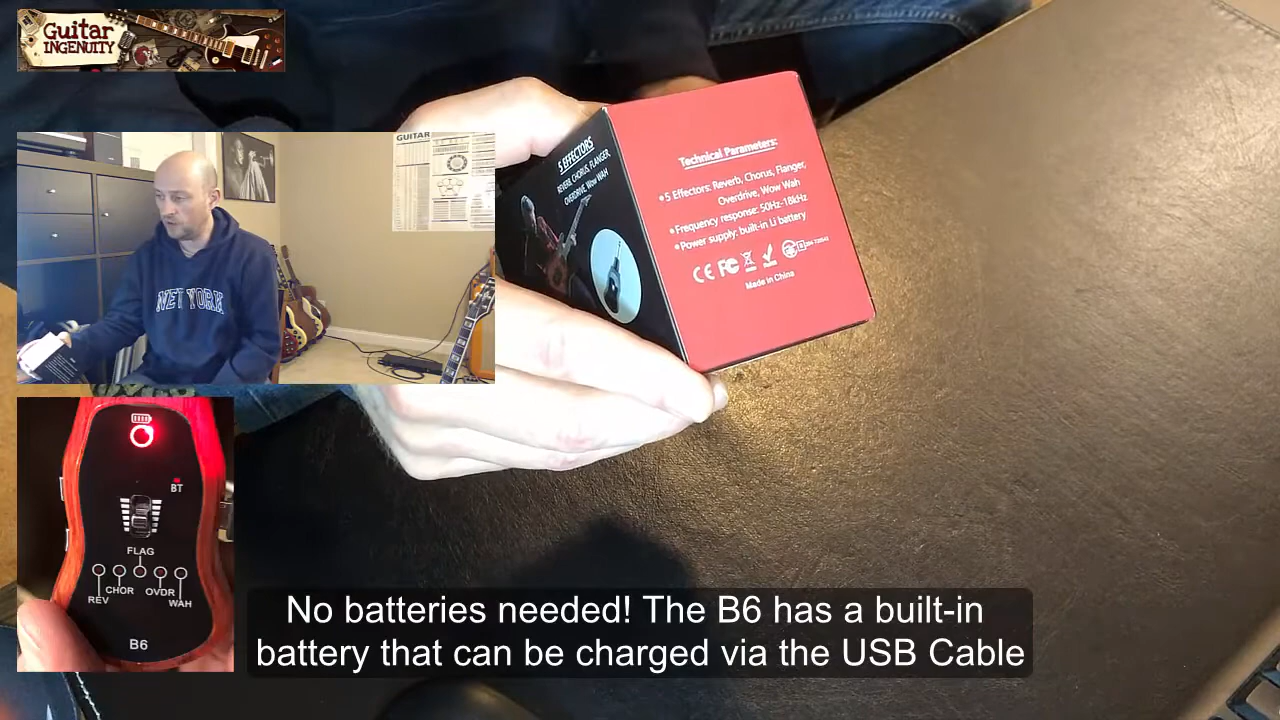 Guitar
INGENUITY
GUITAR
NEW YORK
5 EFFECTORS
REVERB, CHORUS, FLANGER,
OVERDRIVE, Wow WAH
Technical Parameters:
•5 Effectors: Reverb, Chorus, Flanger,
Overdrive, Wow Wah
•Frequency response: 50Hz-18kHz
•Power supply: built-in Li battery
CE FC
Made in China
BT
FLAG
REV CHOR OVDR WAH
B6
No batteries needed! The B6 has a built-in
battery that can be charged via the USB Cable